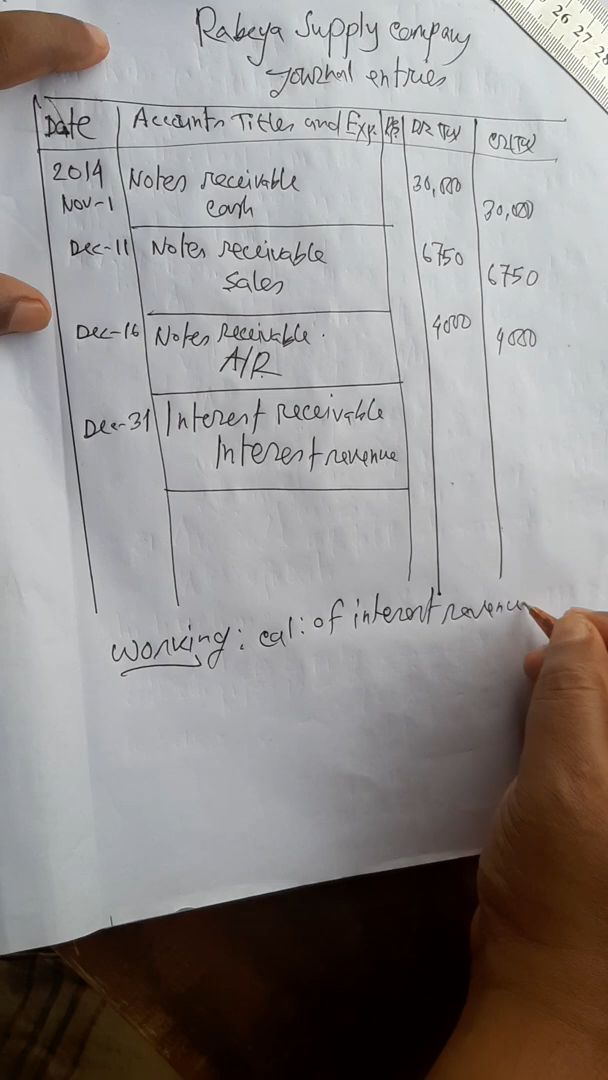 Rabeya Supply Company
Journal entries
Date Accounts Titles and Exp. DR(TK) CR(TK)
2014 Notes receivable 30,000
Nov-1 cash 30,000
Dec-11 Notes receivable 6750
Sales 6750
Dec-16 Notes Receivable. 4000
A/R 4000
Dec-31 Interest receivable
Interest revenue
Working: cal: of interest revenue
26 27 28